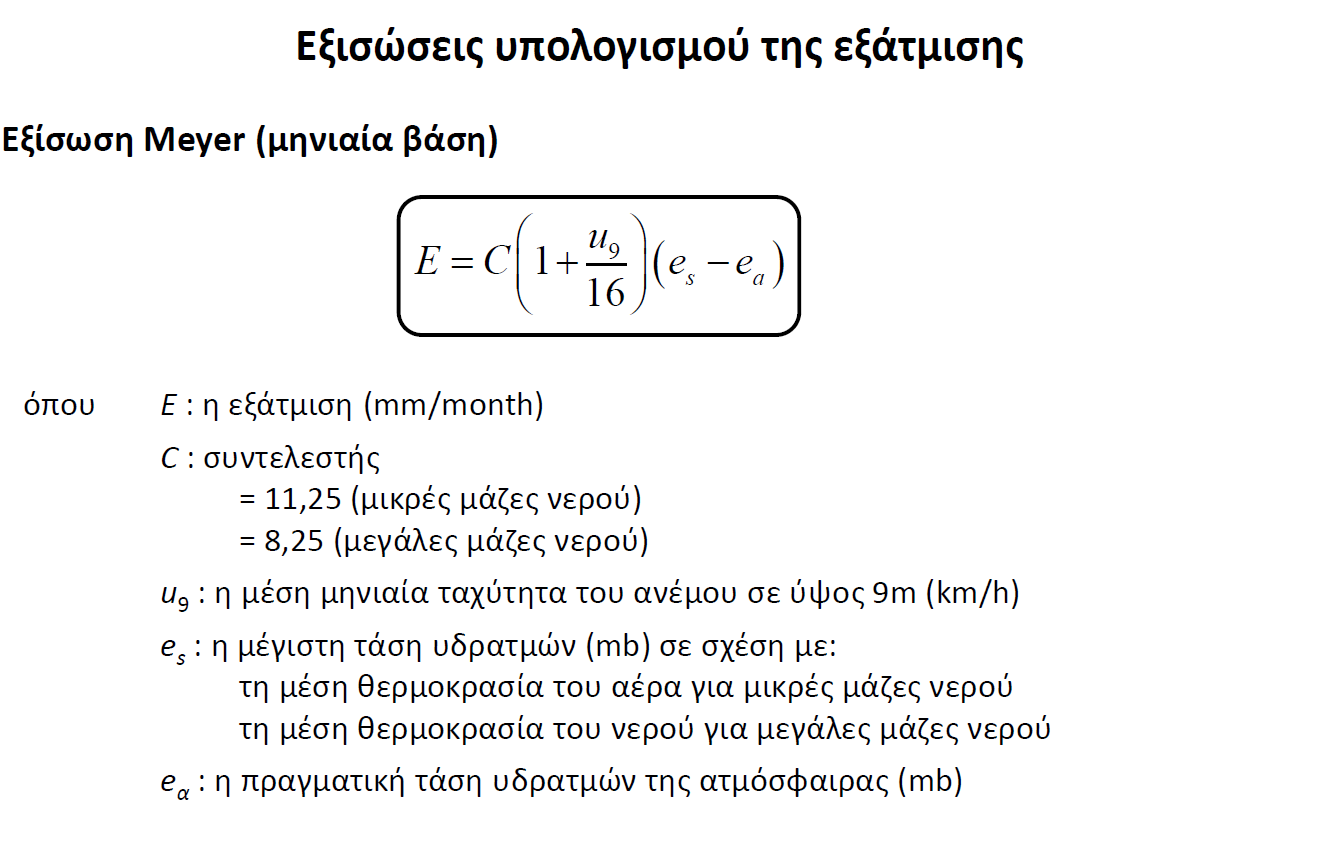 Εξισώσεις υπολογισμού της εξάτμισης
Εξίσωση Meyer (μηνιαία βάση)
E = C(1 + u₉/16)(eₛ − eₐ)
όπου E : η εξάτμιση (mm/month)
C : συντελεστής
= 11,25 (μικρές μάζες νερού)
= 8,25 (μεγάλες μάζες νερού)
u₉ : η μέση μηνιαία ταχύτητα του ανέμου σε ύψος 9m (km/h)
eₛ : η μέγιστη τάση υδρατμών (mb) σε σχέση με:
τη μέση θερμοκρασία του αέρα για μικρές μάζες νερού
τη μέση θερμοκρασία του νερού για μεγάλες μάζες νερού
e_α : η πραγματική τάση υδρατμών της ατμόσφαιρας (mb)